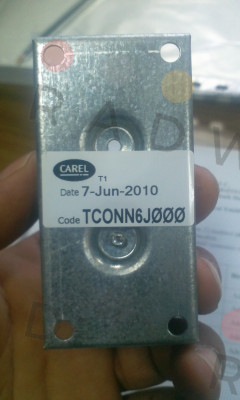 CAREL
T1
Date 7-Jun-2010
Code TCONN6JØØØ